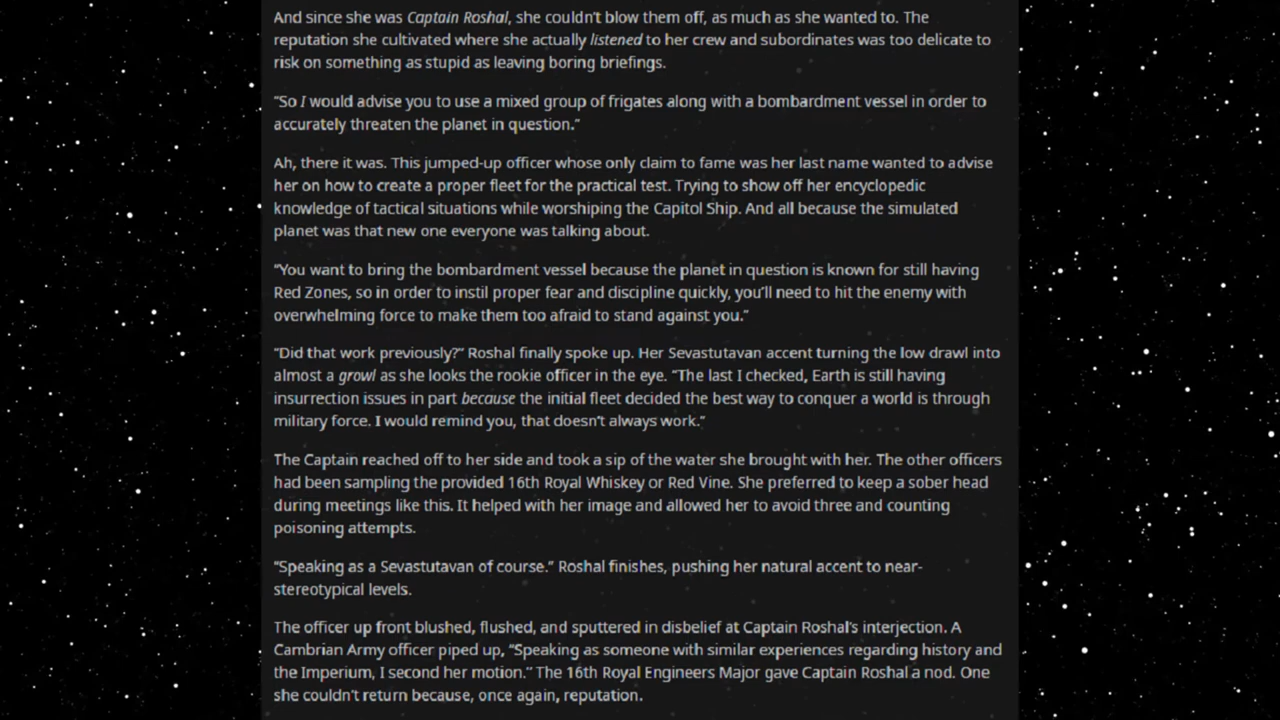 And since she was Captain Roshal, she couldn't blow them off, as much as she wanted to. The
reputation she cultivated where she actually listened to her crew and subordinates was too delicate to
risk on something as stupid as leaving boring briefings.
“So I would advise you to use a mixed group of frigates along with a bombardment vessel in order to
accurately threaten the planet in question.”
Ah, there it was. This jumped-up officer whose only claim to fame was her last name wanted to advise
her on how to create a proper fleet for the practical test. Trying to show off her encyclopedic
knowledge of tactical situations while worshiping the Capitol Ship. And all because the simulated
planet was that new one everyone was talking about.
“You want to bring the bombardment vessel because the planet in question is known for still having
Red Zones, so in order to instil proper fear and discipline quickly, you'll need to hit the enemy with
overwhelming force to make them too afraid to stand against you.”
“Did that work previously?” Roshal finally spoke up. Her Sevastutavan accent turning the low drawl into
almost a growl as she looks the rookie officer in the eye. “The last I checked, Earth is still having
insurrection issues in part because the initial fleet decided the best way to conquer a world is through
military force. I would remind you, that doesn't always work.”
The Captain reached off to her side and took a sip of the water she brought with her. The other officers
had been sampling the provided 16th Royal Whiskey or Red Vine. She preferred to keep a sober head
during meetings like this. It helped with her image and allowed her to avoid three and counting
poisoning attempts.
“Speaking as a Sevastutavan of course.” Roshal finishes, pushing her natural accent to near-
stereotypical levels.
The officer up front blushed, flushed, and sputtered in disbelief at Captain Roshal's interjection. A
Cambrian Army officer piped up, “Speaking as someone with similar experiences regarding history and
the Imperium, I second her motion.” The 16th Royal Engineers Major gave Captain Roshal a nod. One
she couldn't return because, once again, reputation.